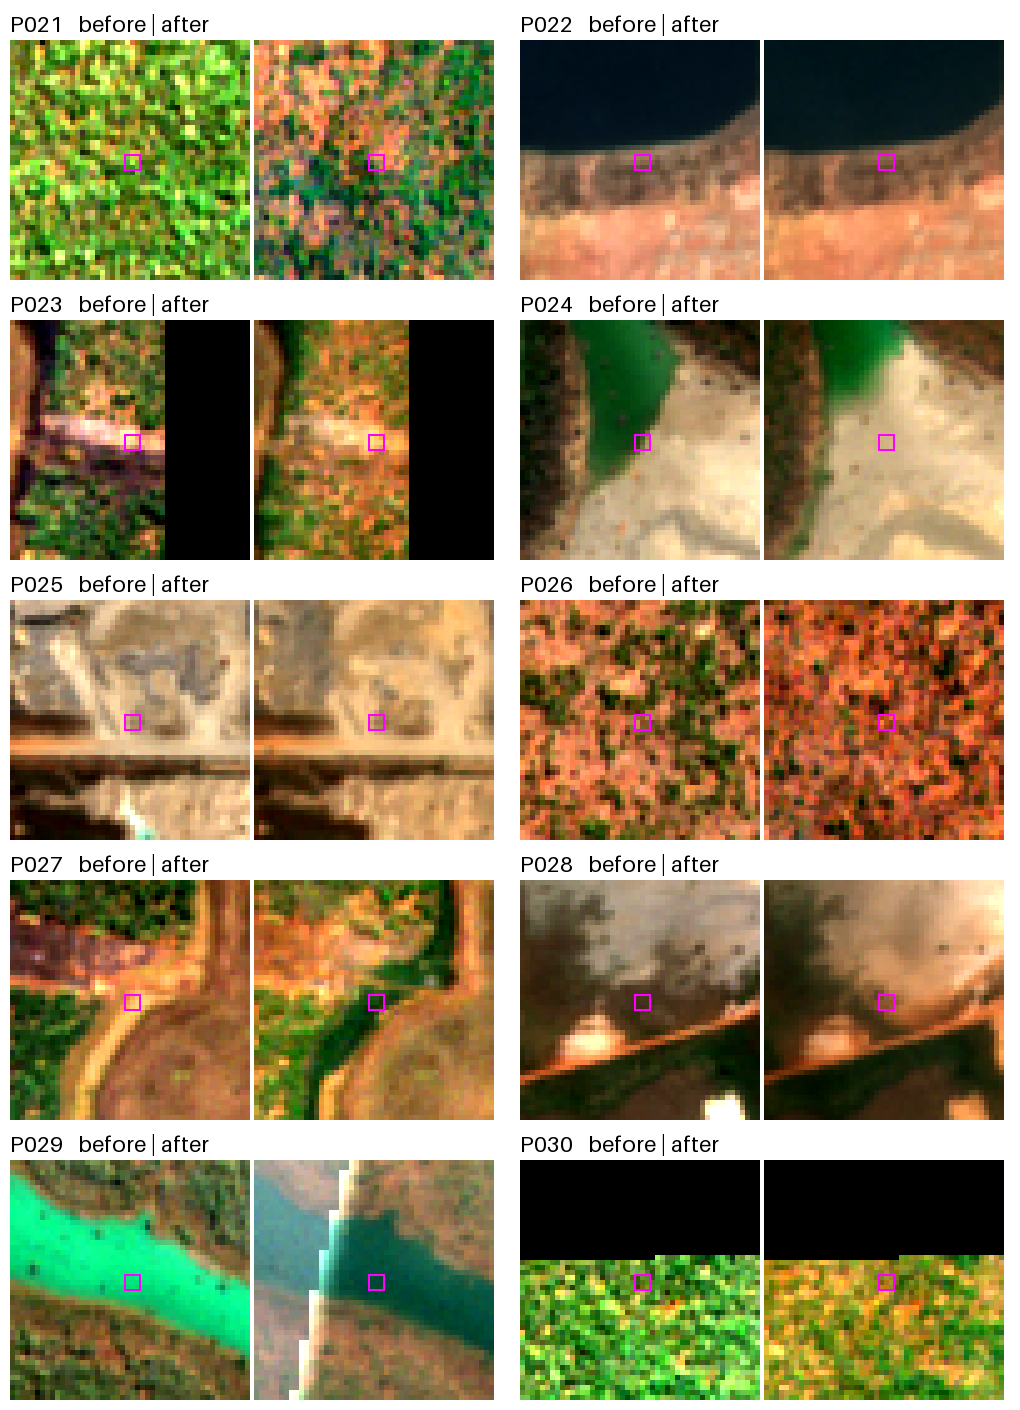 P021 before | after
P022 before | after
P023 before | after
P024 before | after
P025 before | after
P026 before | after
P027 before | after
P028 before | after
P029 before | after
P030 before | after